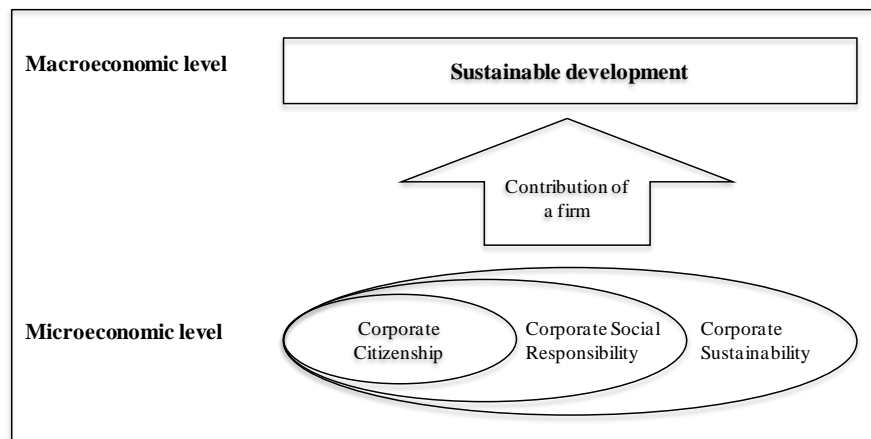 Macroeconomic level
Sustainable development
Contribution of
a firm
Microeconomic level
Corporate
Citizenship
Corporate Social
Responsibility
Corporate
Sustainability